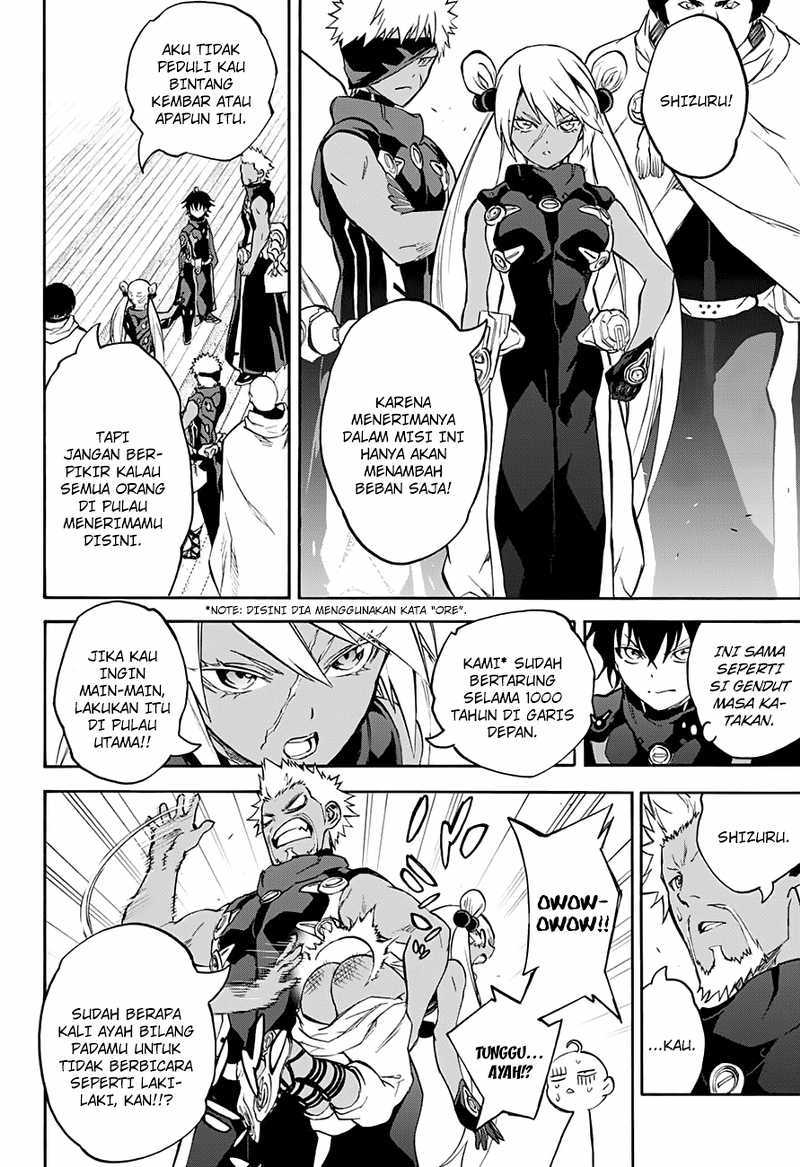 SHIZURU!
KARENA
MENERIMANYA
DALAM MISI INI
HANYA AKAN
MENAMBAH
BEBAN SAJA!
AKU TIDAK
PEDULI KAU
BINTANG
KEMBAR ATAU
APAPUN ITU.
TAPI
JANGAN BER-
PIKIR KALAU
SEMUA ORANG
DI PULAU
MENERIMAMU
DISINI.
*NOTE: DISINI DIA MENGGUNAKAN KATA "ORE".
INI SAMA
SEPERTI
SI GENDUT
MASA KA-
TAKAN.
KAMI* SUDAH
BERTARUNG
SELAMA 1000
TAHUN DI GARIS
DEPAN.
JIKA KAU
INGIN
MAIN-MAIN,
LAKUKAN ITU
DI PULAU
UTAMA!!
SHIZURU.
...KAU.
OWOW-
OWOW!!
TUNGGU...
AYAH!?
SUDAH BERAPA
KALI AYAH BILANG
PADAMU UNTUK
TIDAK BERBICARA
SEPERTI LAKI-
LAKI, KAN!!?